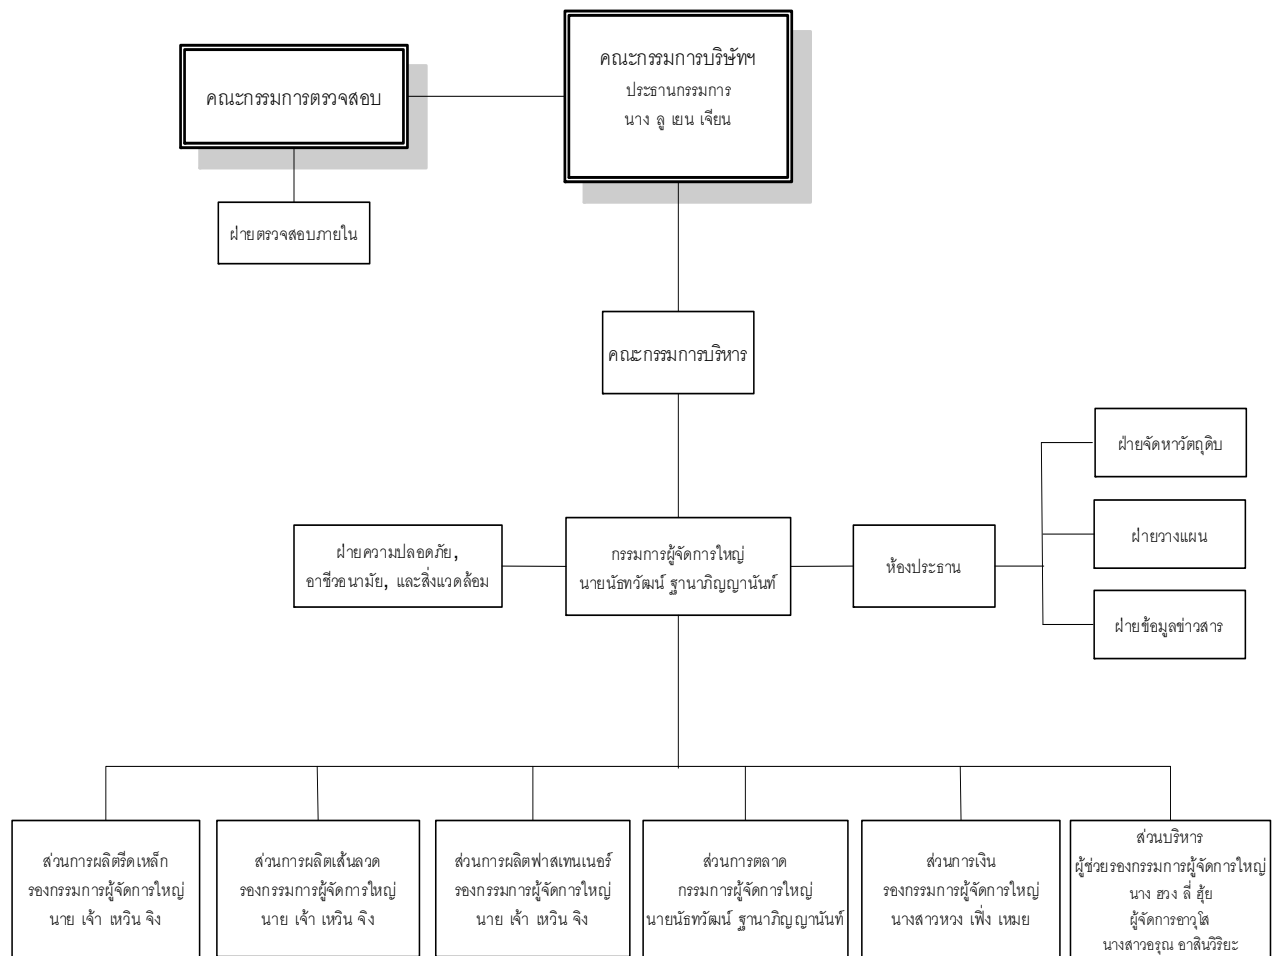 คณะกรรมการบริษัทฯ
ประธานกรรมการ
นาง ลู เยน เจียน
คณะกรรมการตรวจสอบ
ฝ่ายตรวจสอบภายใน
คณะกรรมการบริหาร
ฝ่ายจัดหาวัตถุดิบ
ฝ่ายวางแผน
ฝ่ายข้อมูลข่าวสาร
ฝ่ายความปลอดภัย,
อาชีวอนามัย, และสิ่งแวดล้อม
กรรมการผู้จัดการใหญ่
นายนัธทวัฒน์ ฐานาภิญญานันท์
ห้องประธาน
ส่วนการผลิตรีดเหล็ก
รองกรรมการผู้จัดการใหญ่
นาย เจ้า เหวิน จิง
ส่วนการผลิตเส้นลวด
รองกรรมการผู้จัดการใหญ่
นาย เจ้า เหวิน จิง
ส่วนการผลิตฟาสเทนเนอร์
รองกรรมการผู้จัดการใหญ่
นาย เจ้า เหวิน จิง
ส่วนการตลาด
กรรมการผู้จัดการใหญ่
นายนัธทวัฒน์ ฐานาภิญญานันท์
ส่วนการเงิน
รองกรรมการผู้จัดการใหญ่
นางสาวหวง เฟิ่ง เหมย
ส่วนบริหาร
ผู้ช่วยรองกรรมการผู้จัดการใหญ่
นาง ฮวง ลี่ ฮุ้ย
ผู้จัดการอาวุโส
นางสาวอรุณ อาสินวิริยะ